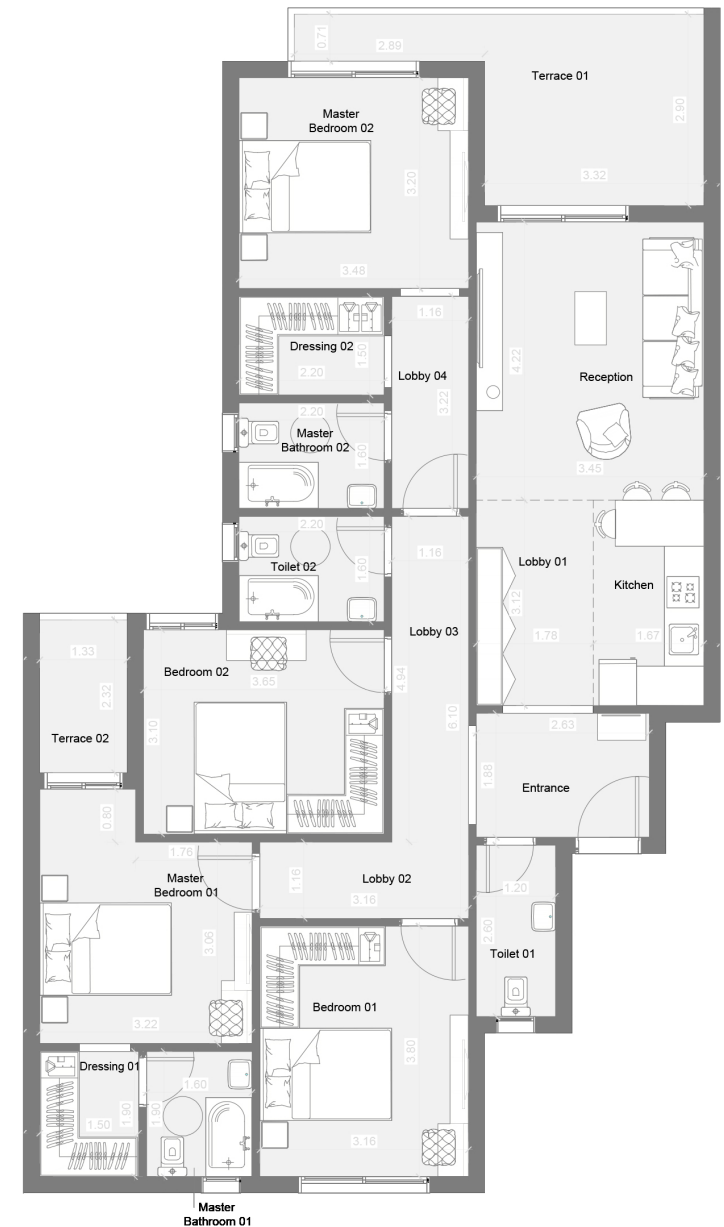 0.71
2.89
Terrace 01
2.90
3.32
Master
Bedroom 02
3.20
3.48
1.16
Dressing 02
1.50
2.20
Lobby 04
3.22
4.22
Reception
3.45
2.20
Master
Bathroom 02
1.60
2.20
Toilet 02
1.60
1.16
Lobby 03
4.94
6.10
Lobby 01
3.12
1.78
Kitchen
1.67
1.33
2.32
Terrace 02
Bedroom 02
3.65
3.10
2.63
1.88
Entrance
0.80
1.76
Master
Bedroom 01
3.06
3.22
1.16
Lobby 02
3.16
1.20
2.60
Toilet 01
Bedroom 01
3.80
3.16
Dressing 01
1.90
1.50
1.60
1.90
Master
Bathroom 01